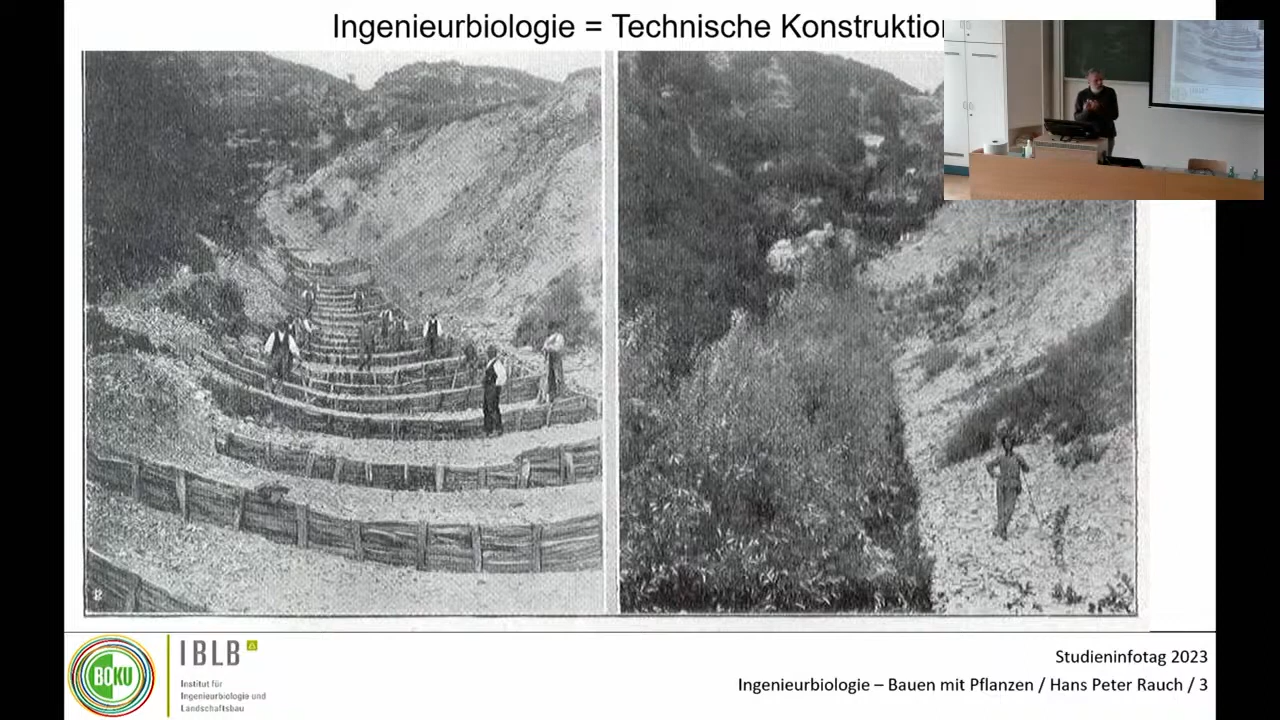 Ingenieurbiologie = Technische Konstruktion
8
BOKU
IBLB
Institut für
Ingenieurbiologie und
Landschaftsbau
Studieninfotag 2023
Ingenieurbiologie – Bauen mit Pflanzen / Hans Peter Rauch / 3